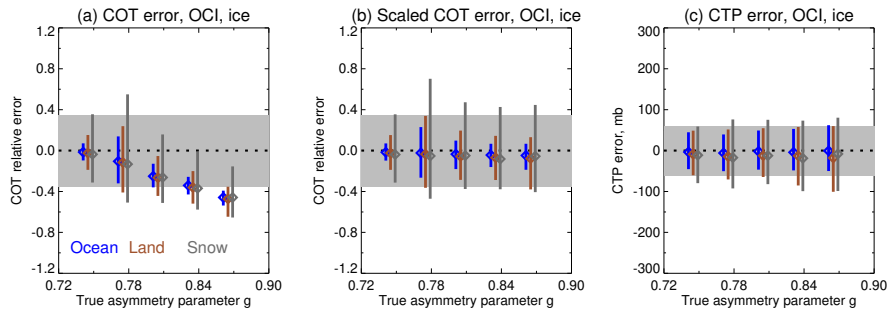 (a) COT error, OCI, ice
1.2
0.8
0.4
0.0
-0.4
-0.8
-1.2
COT relative error
Ocean Land Snow
0.72 0.78 0.84 0.90
True asymmetry parameter g
(b) Scaled COT error, OCI, ice
1.2
0.8
0.4
0.0
-0.4
-0.8
-1.2
COT relative error
0.72 0.78 0.84 0.90
True asymmetry parameter g
(c) CTP error, OCI, ice
300
200
100
0
-100
-200
-300
CTP error, mb
0.72 0.78 0.84 0.90
True asymmetry parameter g